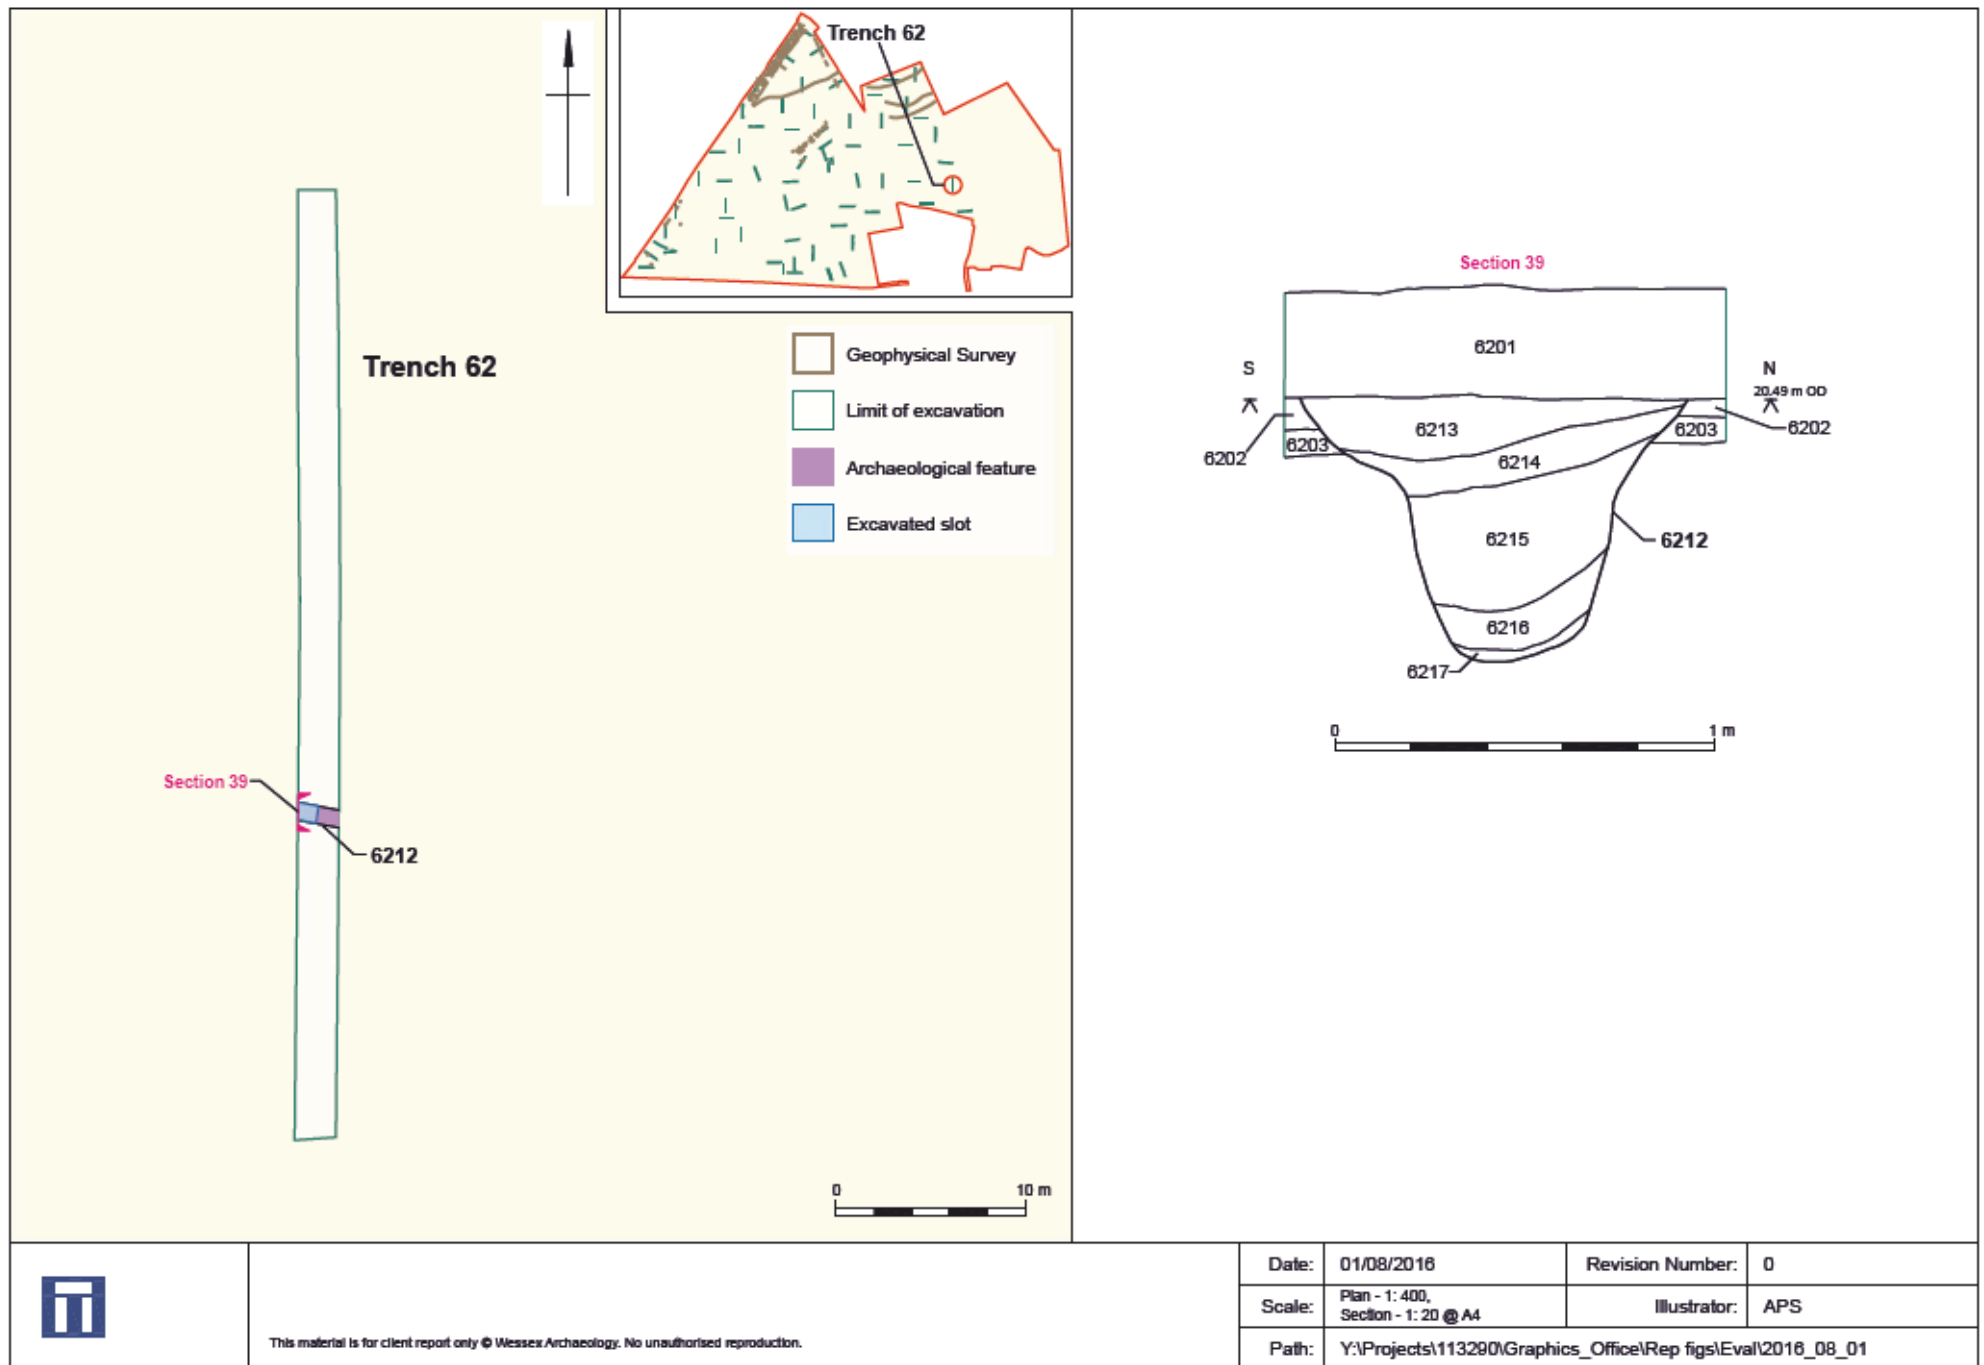 Trench 62
Trench 62
Geophysical Survey
Limit of excavation
Archaeological feature
Excavated slot
Section 39
6212
0 10 m
Section 39
6201
S
N
20.49 m OD
6202
6203
6213
6214
6203
6202
6215
6212
6216
6217
0 1 m
This material is for client report only © Wessex Archaeology. No unauthorised reproduction.
Date: 01/08/2016 Revision Number: 0
Scale: Plan - 1: 400,
Section - 1: 20 @ A4
Illustrator: APS
Path: Y:\Projects\113290\Graphics_Office\Rep figs\Eval\2016_08_01